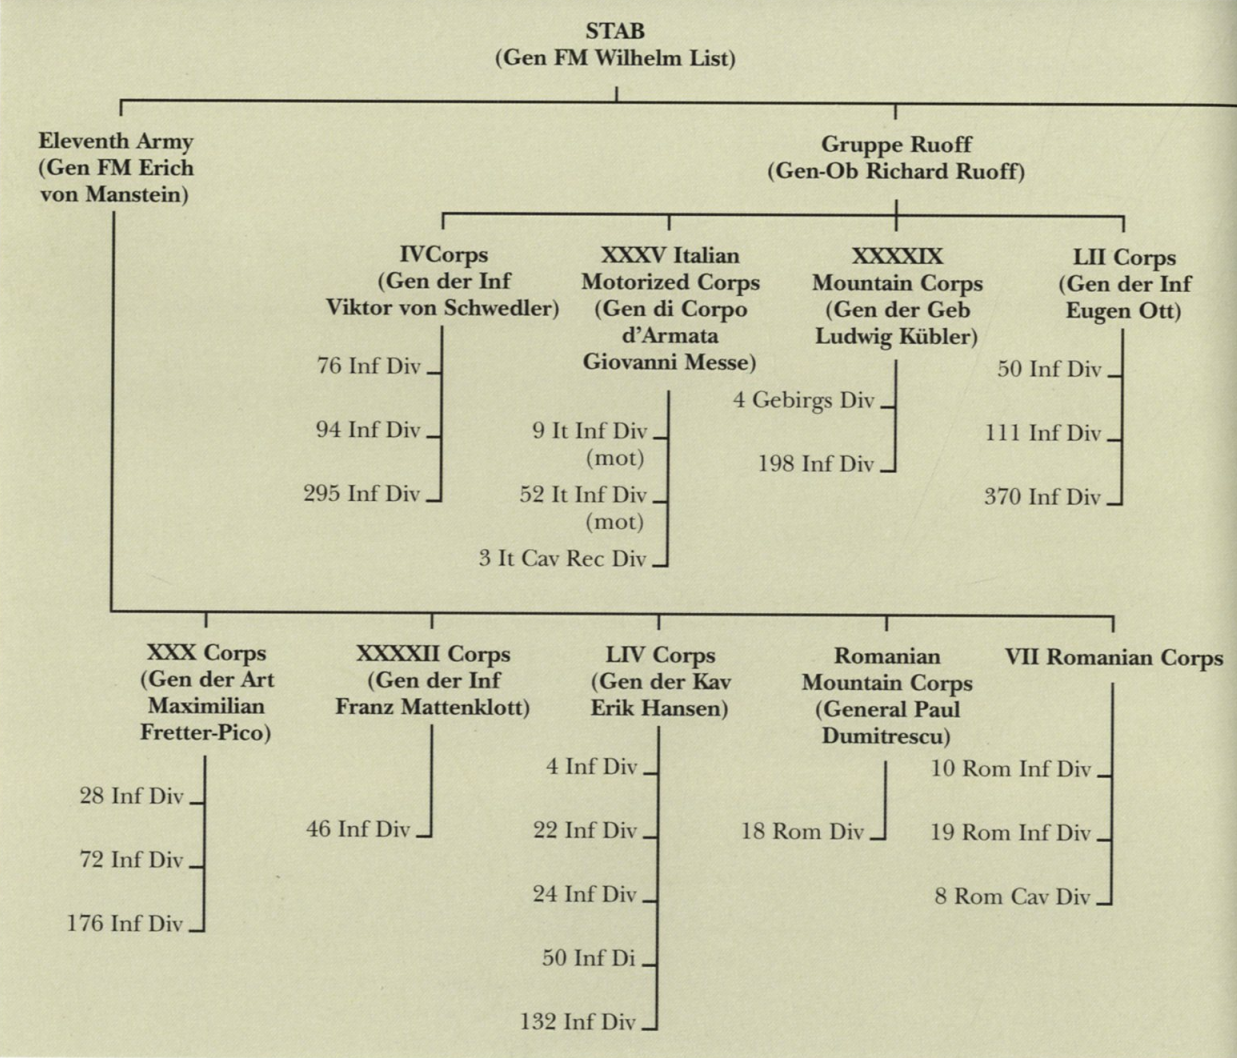 STAB
(Gen FM Wilhelm List)
Eleventh Army
(Gen FM Erich
von Manstein)
Gruppe Ruoff
(Gen-Ob Richard Ruoff)
IVCorps
(Gen der Inf
Viktor von Schwedler)
76 Inf Div
94 Inf Div
295 Inf Div
XXXV Italian
Motorized Corps
(Gen di Corpo
d'Armata
Giovanni Messe)
9 It Inf Div
(mot)
52 It Inf Div
(mot)
3 It Cav Rec Div
XXXXIX
Mountain Corps
(Gen der Geb
Ludwig Kübler)
4 Gebirgs Div
198 Inf Div
LII Corps
(Gen der Inf
Eugen Ott)
50 Inf Div
111 Inf Div
370 Inf Div
XXX Corps
(Gen der Art
Maximilian
Fretter-Pico)
28 Inf Div
72 Inf Div
176 Inf Div
XXXXII Corps
(Gen der Inf
Franz Mattenklott)
46 Inf Div
LIV Corps
(Gen der Kav
Erik Hansen)
4 Inf Div
22 Inf Div
24 Inf Div
50 Inf Di
132 Inf Div
Romanian
Mountain Corps
(General Paul
Dumitrescu)
18 Rom Div
VII Romanian Corps
10 Rom Inf Div
19 Rom Inf Div
8 Rom Cav Div